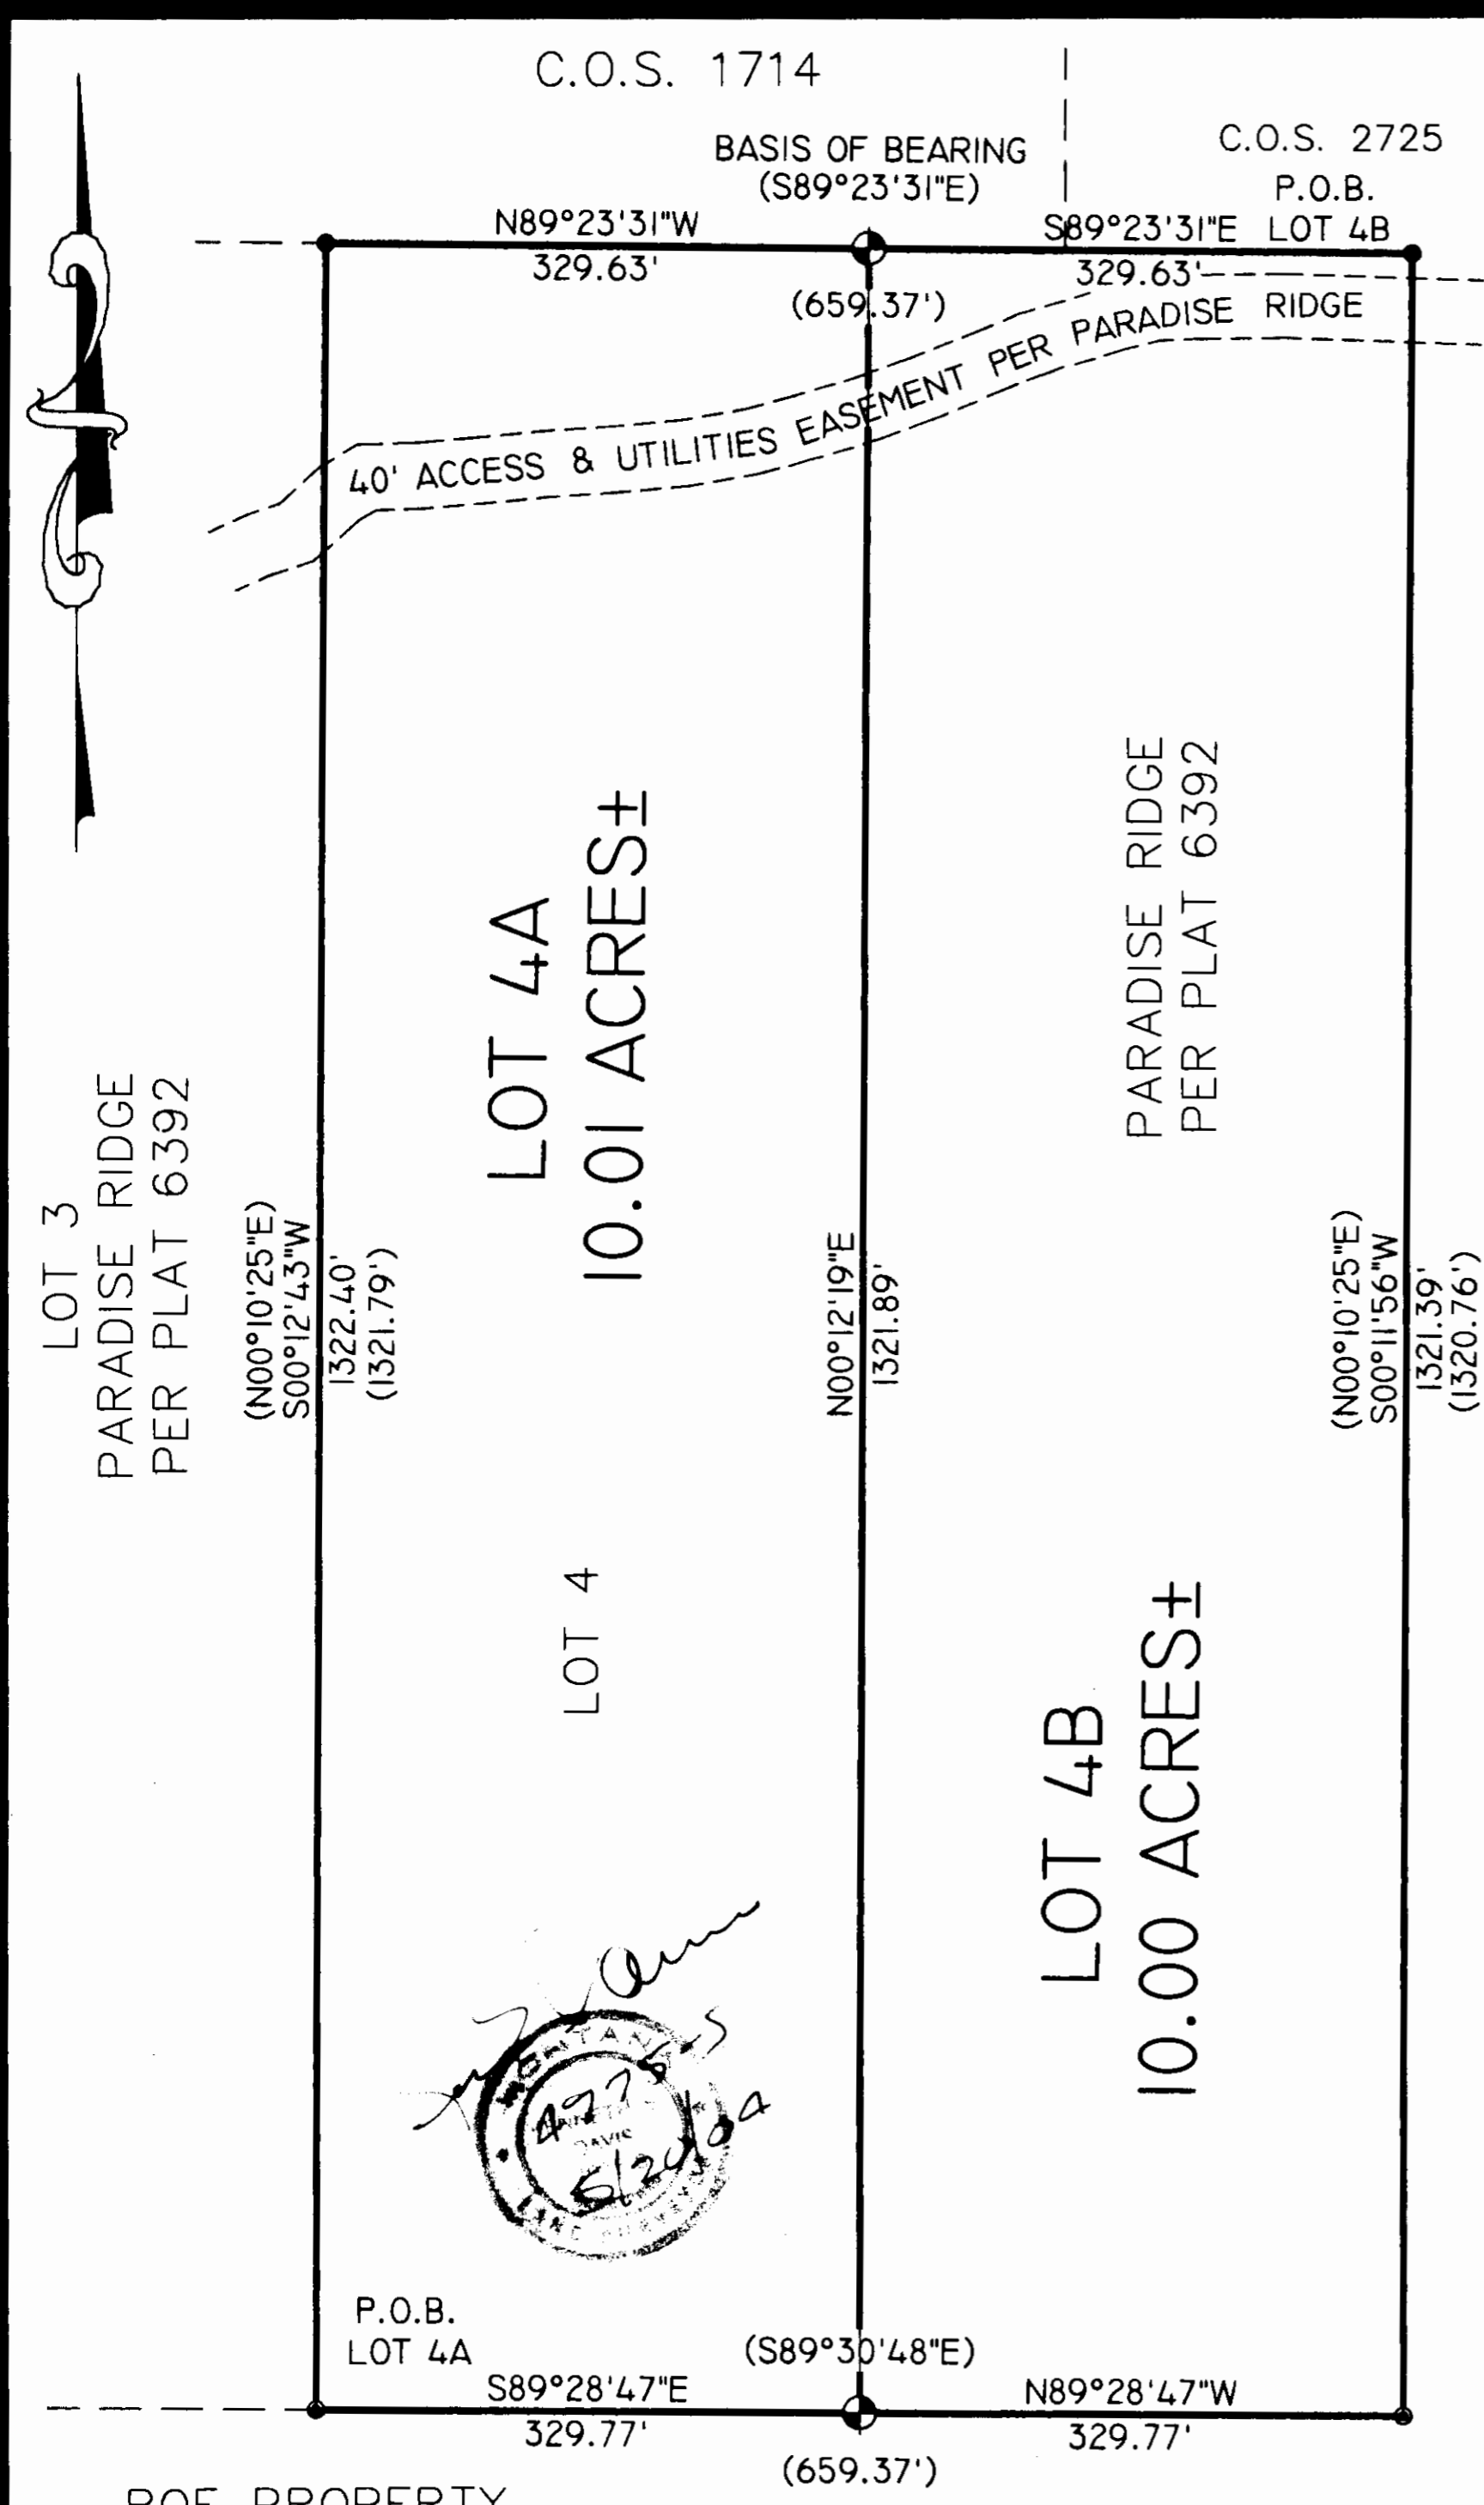 C.O.S. 1714
BASIS OF BEARING
(S89°23'31"E)
C.O.S. 2725
P.O.B.
LOT 4B
N89°23'31"W
329.63'
S89°23'31"E
329.63'
(659.37')
40' ACCESS & UTILITIES EASEMENT PER PARADISE RIDGE
LOT 3
PARADISE RIDGE
PER PLAT 6392
(N00°10'25"E)
S00°12'43"W
1322.40'
(1321.79')
LOT 4A
10.01 ACRES±
LOT 4
N00°12'19"E
1321.89'
PARADISE RIDGE
PER PLAT 6392
LOT 4B
10.00 ACRES±
(N00°10'25"E)
S00°11'56"W
1321.39'
(1320.76')
P.O.B.
LOT 4A
(S89°30'48"E)
S89°28'47"E
329.77'
N89°28'47"W
329.77'
(659.37')
PROPERTY